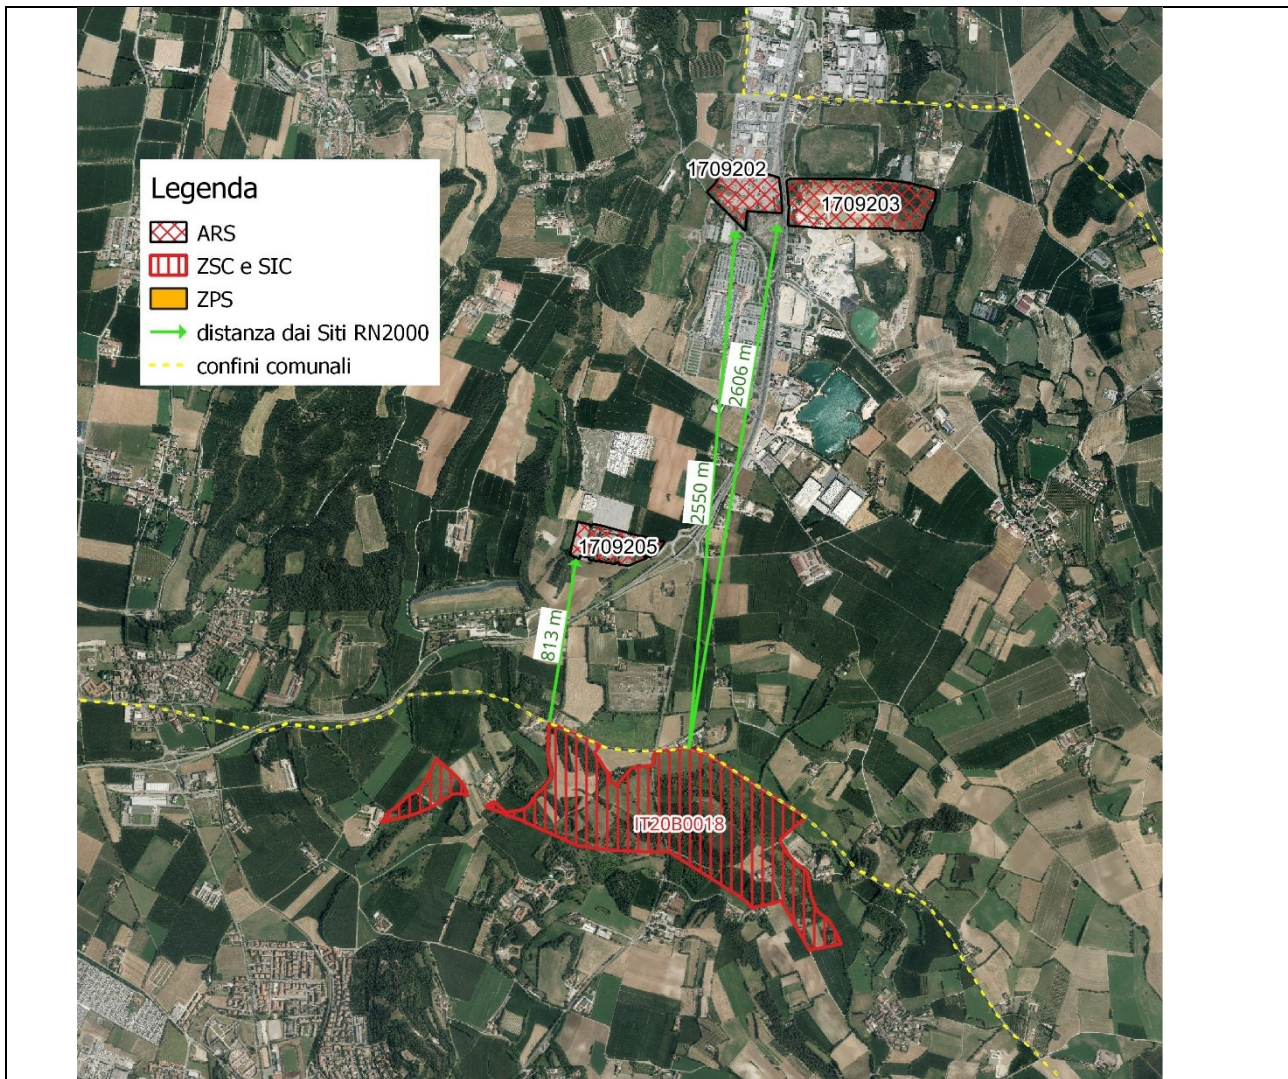 1709202
1709203
Legenda
ARS
ZSC e SIC
ZPS
distanza dai Siti RN2000
confini comunali
2606 m
2550 m
1709205
813 m
IT20B0018